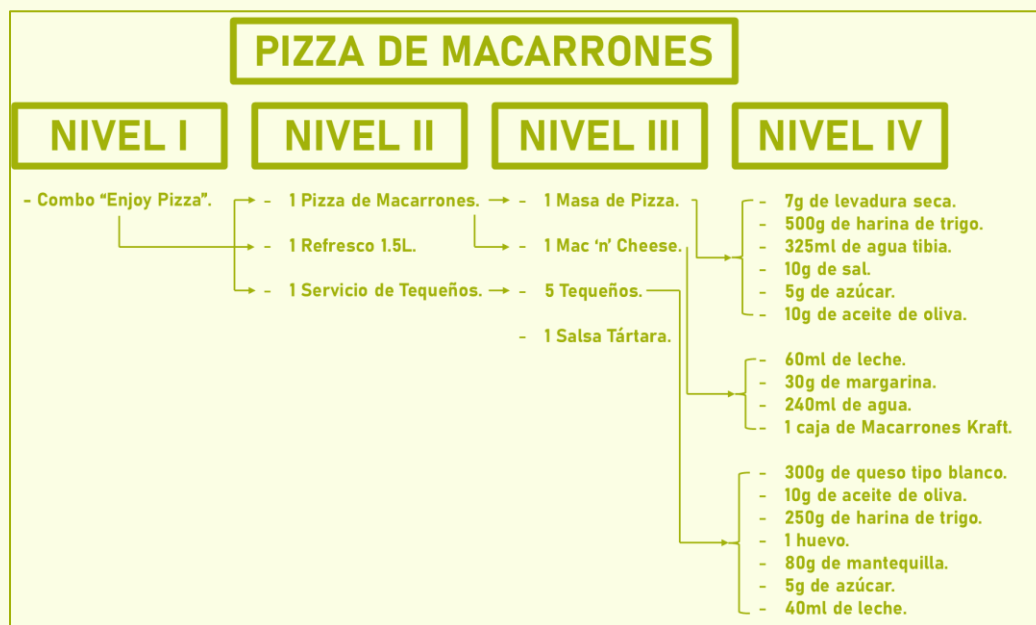 PIZZA DE MACARRONES
NIVEL I
NIVEL II
NIVEL III
NIVEL IV
- Combo “Enjoy Pizza”.
- 1 Pizza de Macarrones.
- 1 Refresco 1.5L.
- 1 Servicio de Tequeños.
- 1 Masa de Pizza.
- 1 Mac ‘n’ Cheese.
- 5 Tequeños.
- 1 Salsa Tártara.
- 7g de levadura seca.
- 500g de harina de trigo.
- 325ml de agua tibia.
- 10g de sal.
- 5g de azúcar.
- 10g de aceite de oliva.
- 60ml de leche.
- 30g de margarina.
- 240ml de agua.
- 1 caja de Macarrones Kraft.
- 300g de queso tipo blanco.
- 10g de aceite de oliva.
- 250g de harina de trigo.
- 1 huevo.
- 80g de mantequilla.
- 5g de azúcar.
- 40ml de leche.